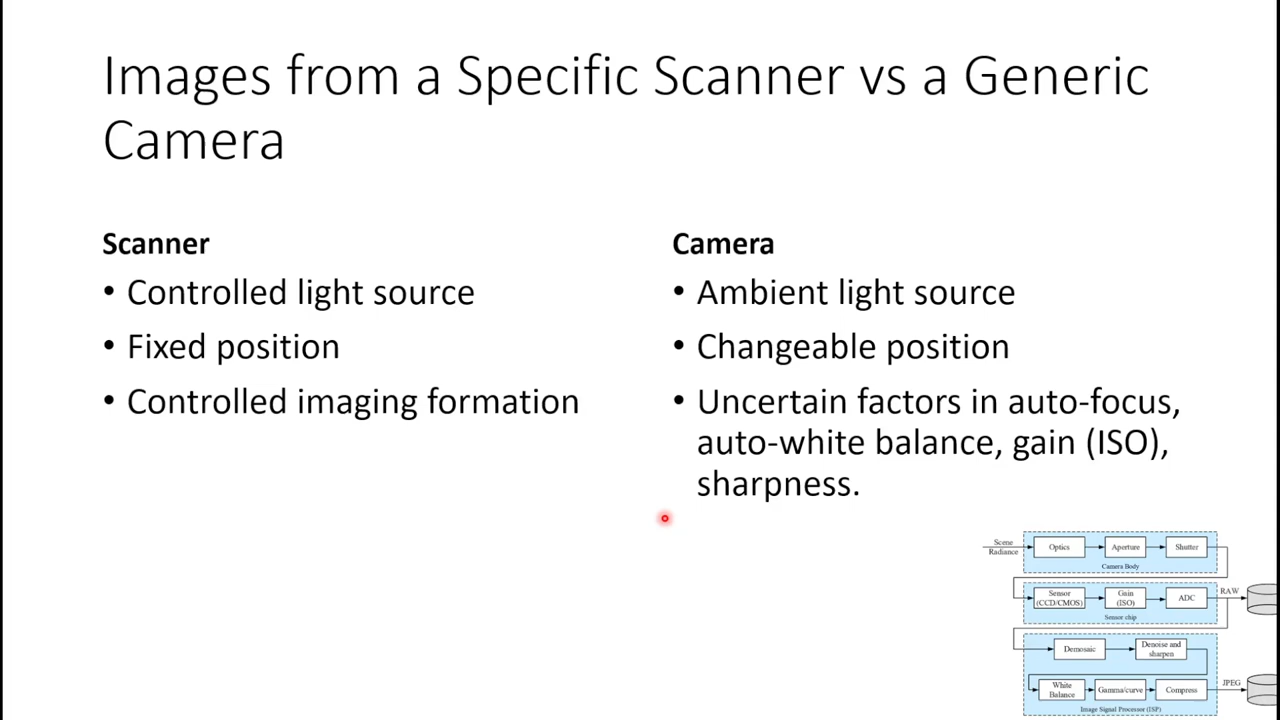 Images from a Specific Scanner vs a Generic
Camera
Scanner
• Controlled light source
• Fixed position
• Controlled imaging formation
Camera
• Ambient light source
• Changeable position
• Uncertain factors in auto-focus,
auto-white balance, gain (ISO),
sharpness.
Scene
Radiance
Optics
Aperture
Shutter
Camera Body
Sensor
(CCD/CMOS)
Gain
(ISO)
ADC
RAW
Sensor chip
Demosaic
Denoise and
sharpen
White
Balance
Gamma/curve
Compress
JPEG
Image Signal Processor (ISP)